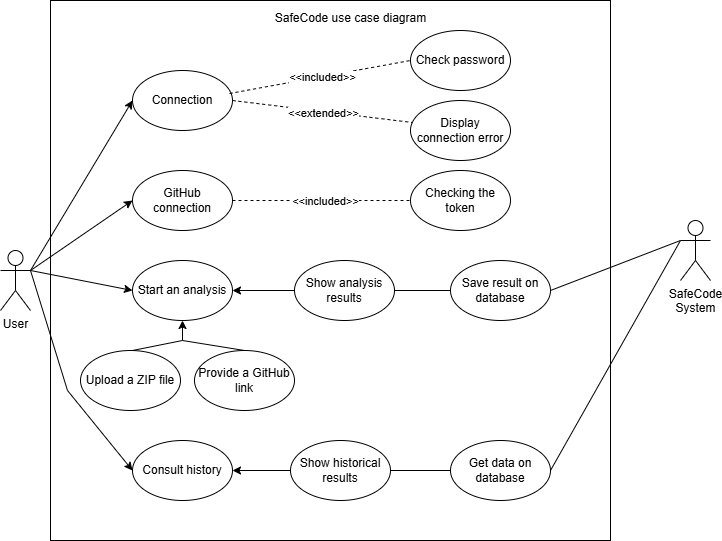 SafeCode use case diagram
Check password
<<included>>
Connection
<<extended>>
Display
connection error
GitHub
connection
<<included>>
Checking the
token
Start an analysis
Show analysis
results
Save result on
database
User
SafeCode
System
Upload a ZIP file
Provide a GitHub
link
Consult history
Show historical
results
Get data on
database